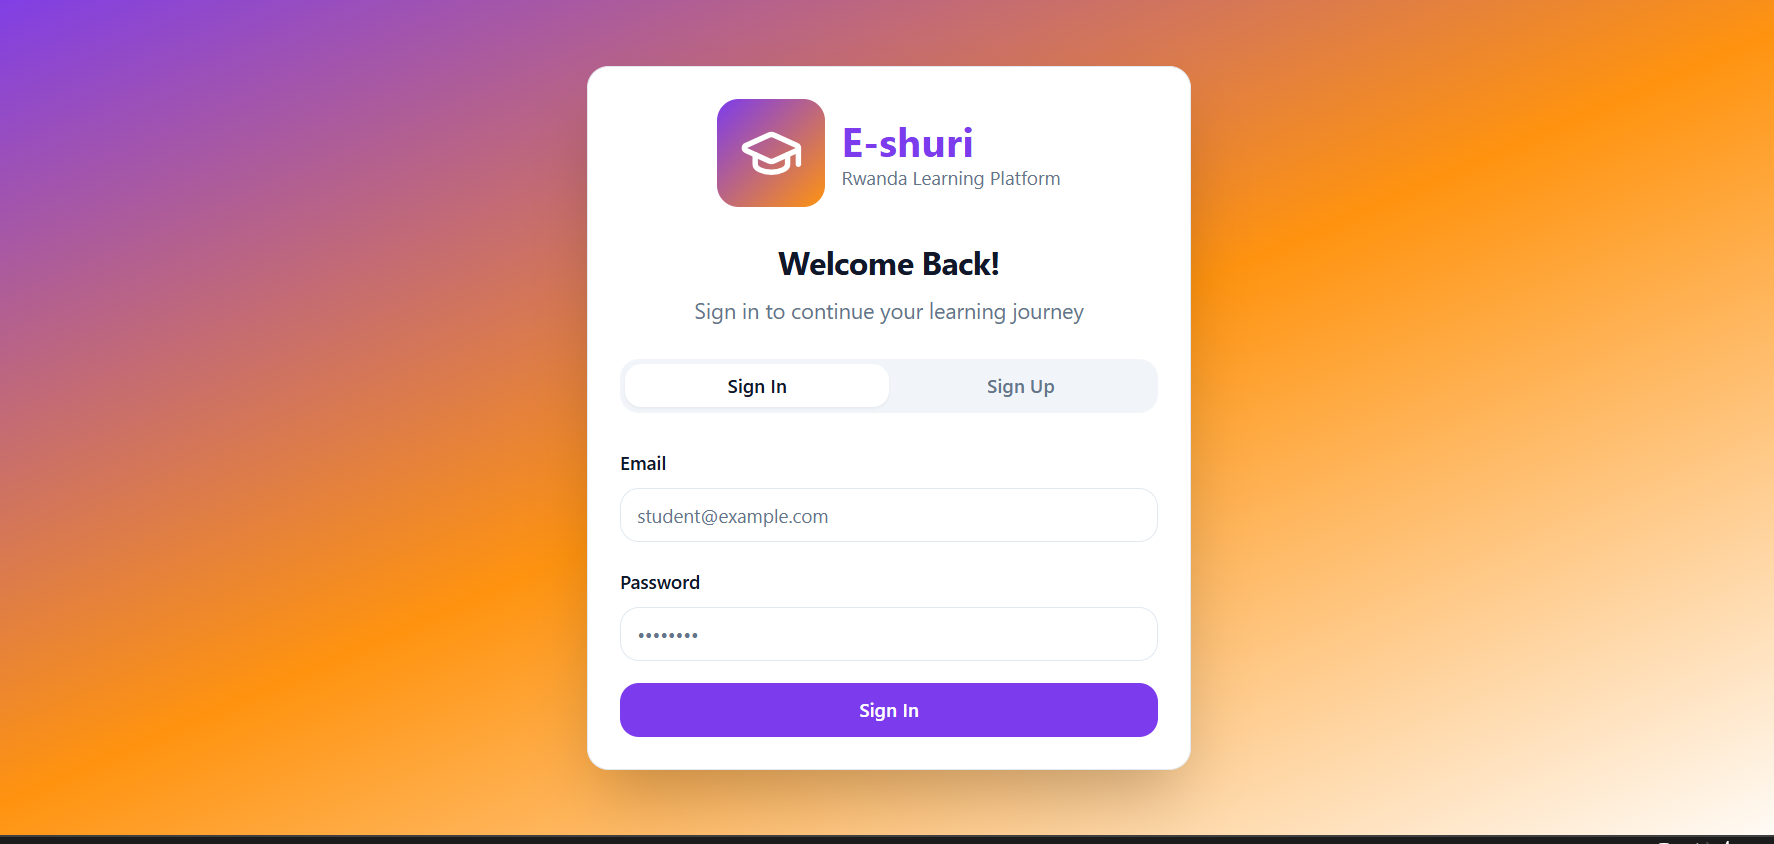 E-shuri
Rwanda Learning Platform
Welcome Back!
Sign in to continue your learning journey
Sign In
Sign Up
Email
student@example.com
Password
••••••••
Sign In